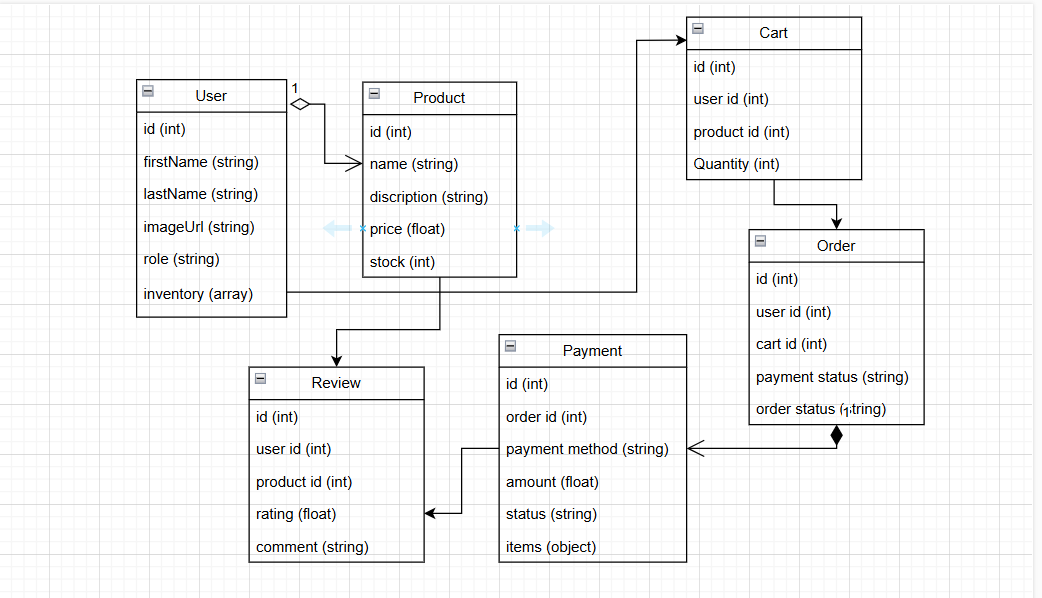 User
id (int)
firstName (string)
lastName (string)
imageUrl (string)
role (string)
inventory (array)
1
Product
id (int)
name (string)
discription (string)
price (float)
stock (int)
Cart
id (int)
user id (int)
product id (int)
Quantity (int)
Order
id (int)
user id (int)
cart id (int)
payment status (string)
order status (string)
1
Payment
id (int)
order id (int)
payment method (string)
amount (float)
status (string)
items (object)
Review
id (int)
user id (int)
product id (int)
rating (float)
comment (string)